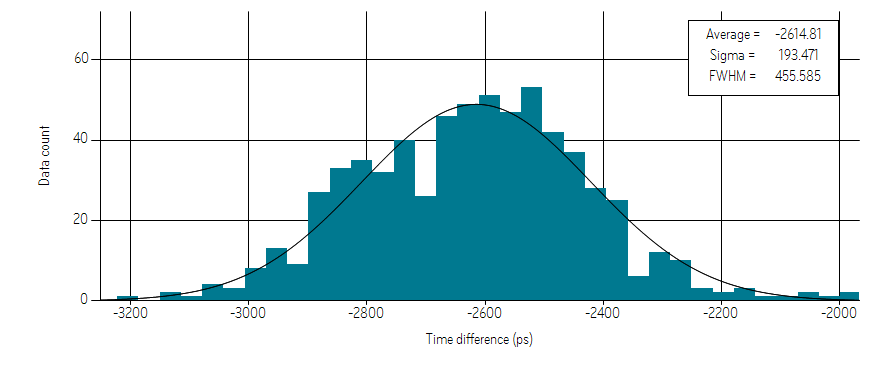 Average = -2614.81
Sigma = 193.471
FWHM = 455.585
60
40
20
0
Data count
-3200 -3000 -2800 -2600 -2400 -2200 -2000
Time difference (ps)